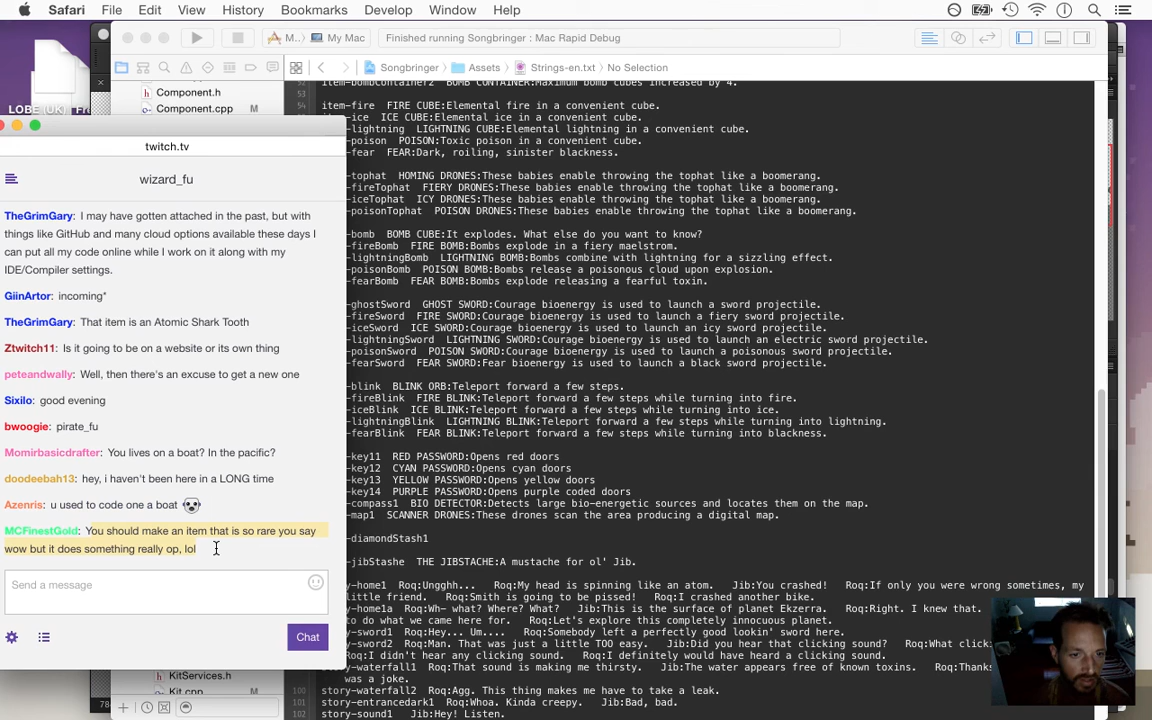 Safari File Edit View History Bookmarks Develop Window Help
M.. My Mac Finished running Songbringer : Mac Rapid Debug
Songbringer Assets Strings-en.txt No Selection
LOBE (UK)
Component.h
Component.cpp M
twitch.tv
wizard_fu
TheGrimGary: I may have gotten attached in the past, but with
things like GitHub and many cloud options available these days I
can put all my code online while I work on it along with my
IDE/Compiler settings.
GiinArtor: incoming*
TheGrimGary: That item is an Atomic Shark Tooth
Ztwitch11: Is it going to be on a website or its own thing
peteandwally: Well, then there's an excuse to get a new one
Sixilo: good evening
bwoogie: pirate_fu
Momirbasicdrafter: You lives on a boat? In the pacific?
doodeebah13: hey, i haven't been here in a LONG time
Azenris: u used to code one a boat
MCFinestGold: You should make an item that is so rare you say
wow but it does something really op, lol
Send a message
Chat
KitServices.h
Kit.cpp M
item-bombContainer2 BOMB CONTAINER:Maximum bomb cubes increased by 4.
53
54 item-fire FIRE CUBE:Elemental fire in a convenient cube.
-ice ICE CUBE:Elemental ice in a convenient cube.
-lightning LIGHTNING CUBE:Elemental lightning in a convenient cube.
-poison POISON:Toxic poison in a convenient cube.
-fear FEAR:Dark, roiling, sinister blackness.
-tophat HOMING DRONES:These babies enable throwing the tophat like a boomerang.
-fireTophat FIERY DRONES:These babies enable throwing the tophat like a boomerang.
-iceTophat ICY DRONES:These babies enable throwing the tophat like a boomerang.
-poisonTophat POISON DRONES:These babies enable throwing the tophat like a boomerang.
-bomb BOMB CUBE:It explodes. What else do you want to know?
-fireBomb FIRE BOMB:Bombs explode in a fiery maelstrom.
-lightningBomb LIGHTNING BOMB:Bombs combine with lightning for a sizzling effect.
-poisonBomb POISON BOMB:Bombs release a poisonous cloud upon explosion.
-fearBomb FEAR BOMB:Bombs explode releasing a fearful toxin.
-ghostSword GHOST SWORD:Courage bioenergy is used to launch a sword projectile.
-fireSword FIRE SWORD:Courage bioenergy is used to launch a fiery sword projectile.
-iceSword ICE SWORD:Courage bioenergy is used to launch an icy sword projectile.
-lightningSword LIGHTNING SWORD:Courage bioenergy is used to launch an electric sword projectile.
-poisonSword POISON SWORD:Courage bioenergy is used to launch a poisonous sword projectile.
-fearSword FEAR SWORD:Fear bioenergy is used to launch a black sword projectile.
-blink BLINK ORB:Teleport forward a few steps.
-fireBlink FIRE BLINK:Teleport forward a few steps while turning into fire.
-iceBlink ICE BLINK:Teleport forward a few steps while turning into ice.
-lightningBlink LIGHTNING BLINK:Teleport forward a few steps while turning into lightning.
-fearBlink FEAR BLINK:Teleport forward a few steps while turning into blackness.
-key11 RED PASSWORD:Opens red doors
-key12 CYAN PASSWORD:Opens cyan doors
-key13 YELLOW PASSWORD:Opens yellow doors
-key14 PURPLE PASSWORD:Opens purple coded doors
-compass1 BIO DETECTOR:Detects large bio-energetic sources and locates them on the map.
-map1 SCANNER DRONES:These drones scan the area producing a digital map.
-diamondStash1
-jibStashe THE JIBSTACHE:A mustache for ol' Jib.
y-home1 Roq:Ungghh... Roq:My head is spinning like an atom. Jib:You crashed! Roq:If only you were wrong sometimes, my
little friend. Roq:Smith is going to be pissed! Roq:I crashed another bike.
y-home1a Roq:Wh- what? Where? What? Jib:This is the surface of planet Ekzerra. Roq:Right. I knew that.
to do what we came here for. Roq:Let's explore this completely innocuous planet.
y-sword1 Roq:Hey... Um.... Roq:Somebody left a perfectly good lookin' sword here.
y-sword2 Roq:Man. That was just a little TOO easy. Jib:Did you hear that clicking sound? Roq:What click
Roq:I didn't hear any clicking sound. Roq:I definitely would have heard a clicking sound.
y-waterfall1 Roq:That sound is making me thirsty. Jib:The water appears free of known toxins. Roq:Thanks
was a joke.
100 story-waterfall2 Roq:Agg. This thing makes me have to take a leak.
101 story-entrancedark1 Roq:Whoa. Kinda creepy. Jib:Bad, bad.
102 story-sound1 Jib:Hey! Listen.